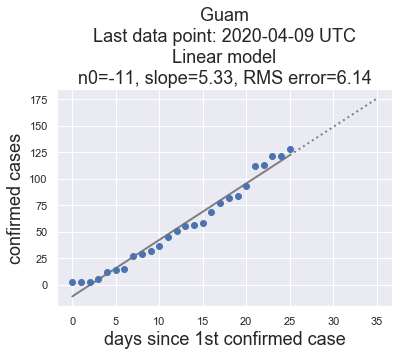 Guam
Last data point: 2020-04-09 UTC
Linear model
n0=-11, slope=5.33, RMS error=6.14
175
150
125
100
75
50
25
0
confirmed cases
0 5 10 15 20 25 30 35
days since 1st confirmed case